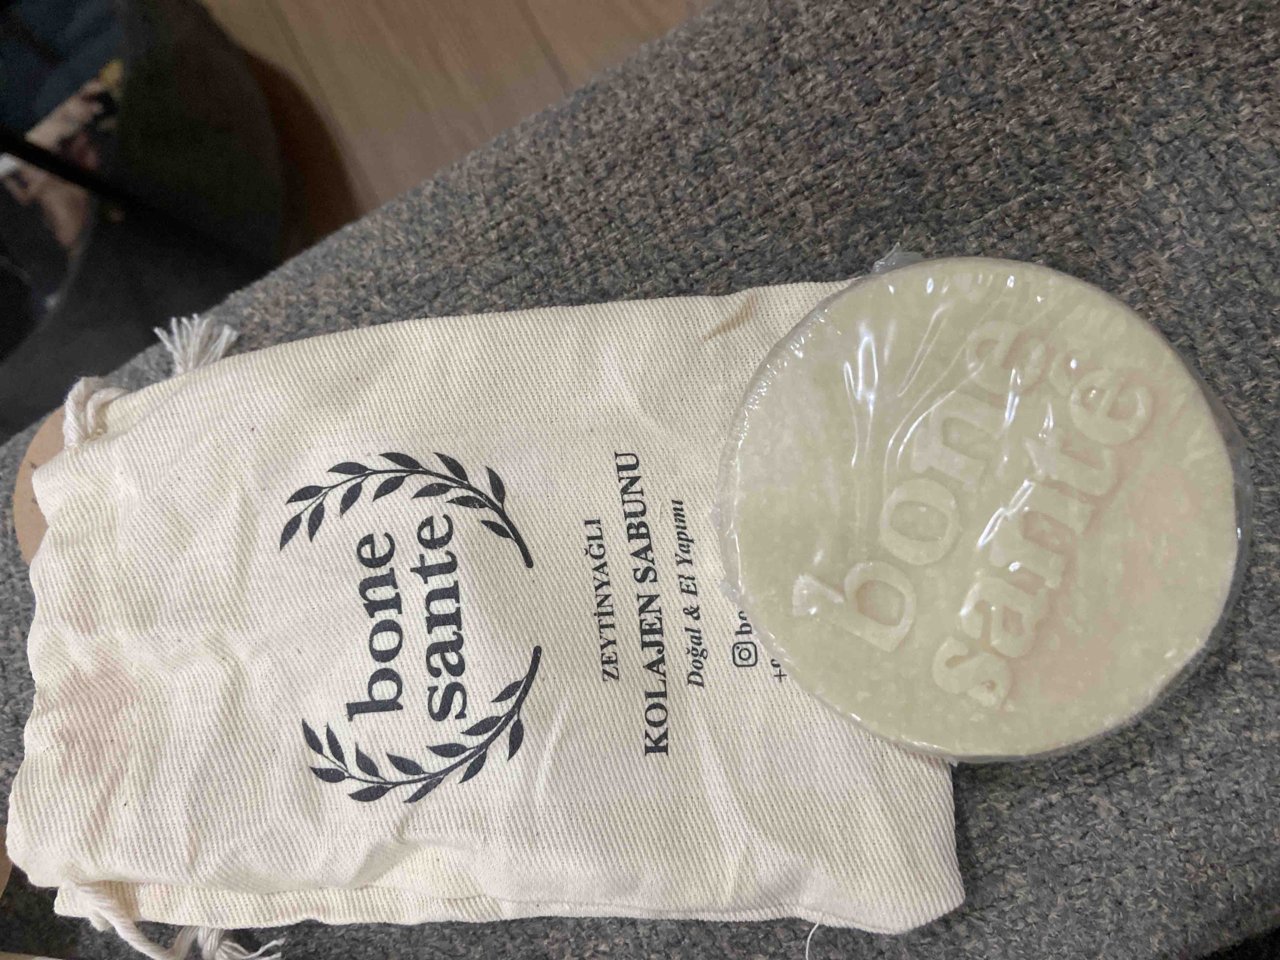 bone
sante
ZEYTİNYAĞLI
KOLAJEN SABUNU
Doğal & El Yapımı
bone
sante